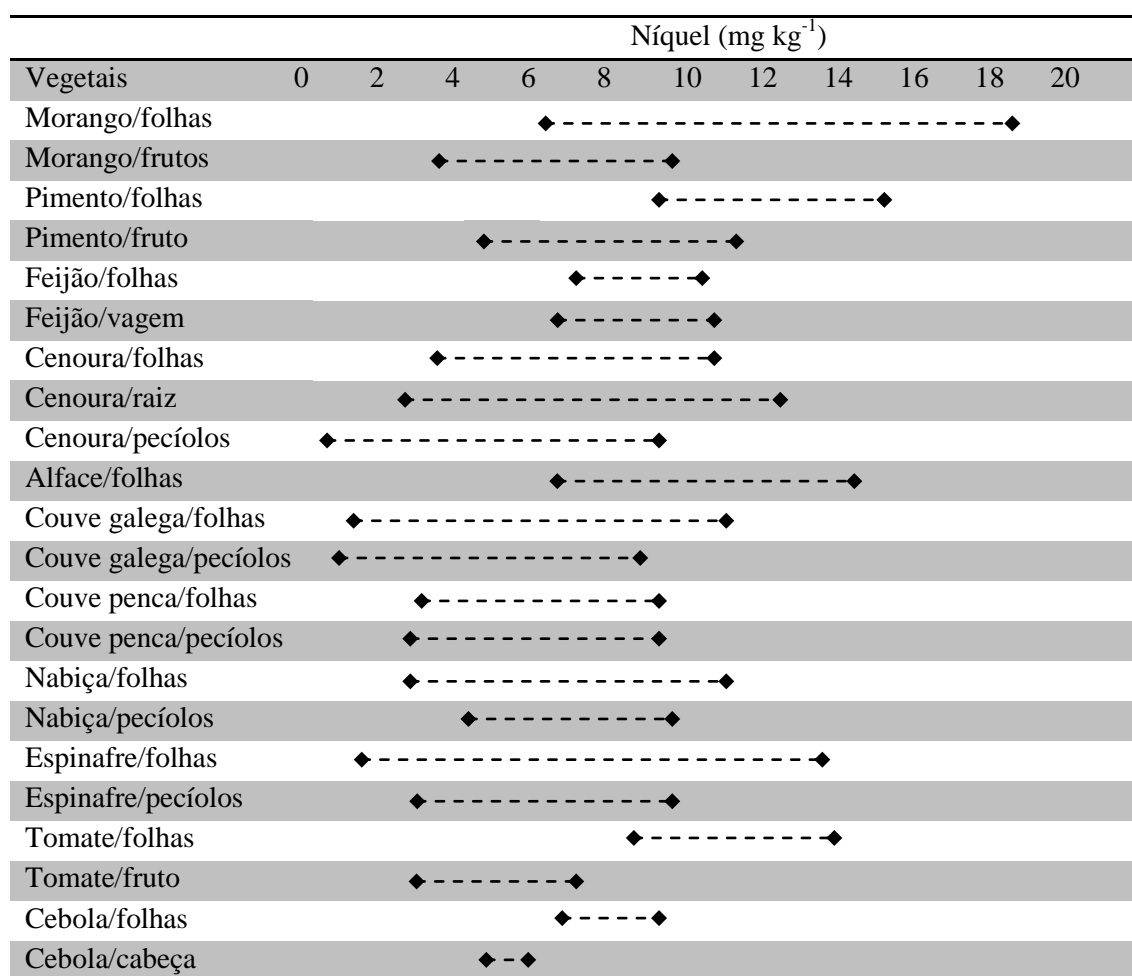 Níquel (mg kg-1)
Vegetais 0 2 4 6 8 10 12 14 16 18 20
Morango/folhas
Morango/frutos
Pimento/folhas
Pimento/fruto
Feijão/folhas
Feijão/vagem
Cenoura/folhas
Cenoura/raiz
Cenoura/pecíolos
Alface/folhas
Couve galega/folhas
Couve galega/pecíolos
Couve penca/folhas
Couve penca/pecíolos
Nabiça/folhas
Nabiça/pecíolos
Espinafre/folhas
Espinafre/pecíolos
Tomate/folhas
Tomate/fruto
Cebola/folhas
Cebola/cabeça